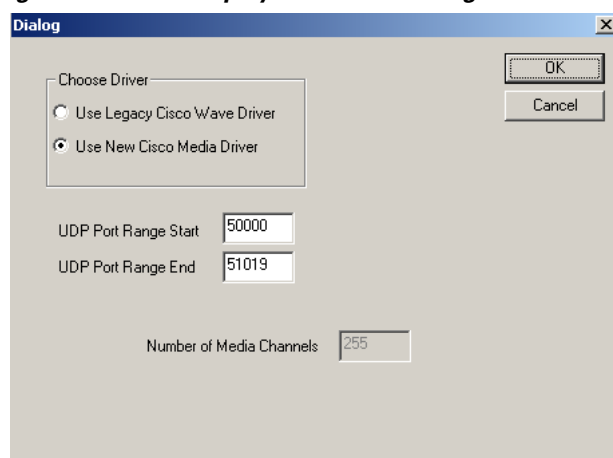 Dialog
Choose Driver
Use Legacy Cisco Wave Driver
Use New Cisco Media Driver
OK
Cancel
UDP Port Range Start 50000
UDP Port Range End 51019
Number of Media Channels 255